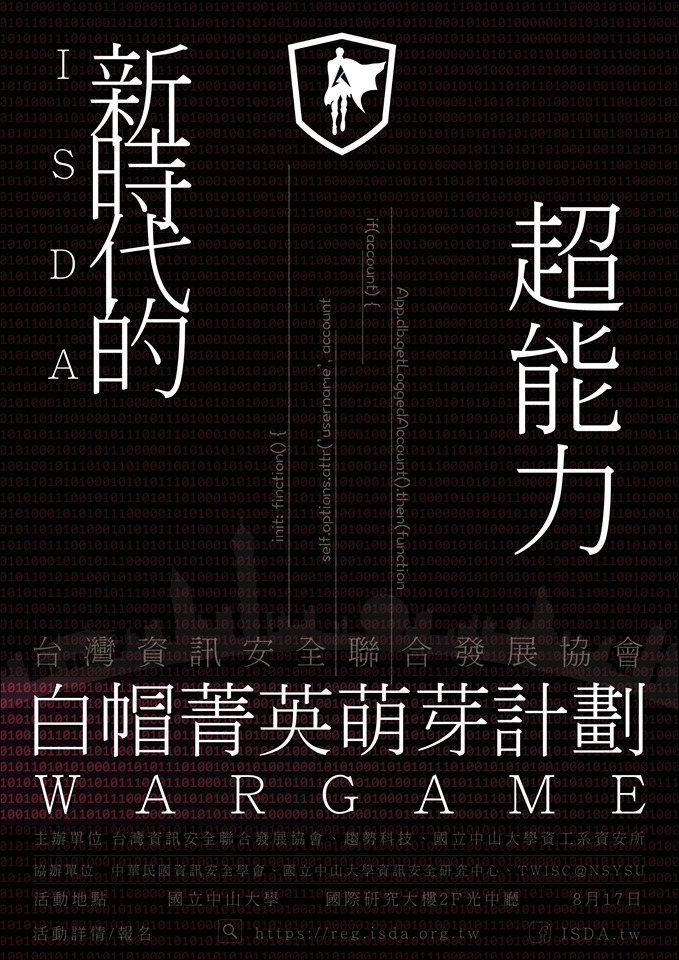 ISDA
新時代的
超能力
if(account) {
App.db.getLoggedAccount().then(function
self.options.attr('username', account
init: function() {
台灣資訊安全聯合發展協會
白帽菁英萌芽計劃
WARGAME
主辦單位 台灣資訊安全聯合發展協會、趨勢科技、國立中山大學資工系資安所
協辦單位 中華民國資訊安全學會、國立中山大學資訊安全研究中心、TWISC@NSYSU
活動地點 國立中山大學 國際研究大樓2F光中廳 8月17日
活動詳情/報名 https://reg.isda.org.tw ISDA.tw